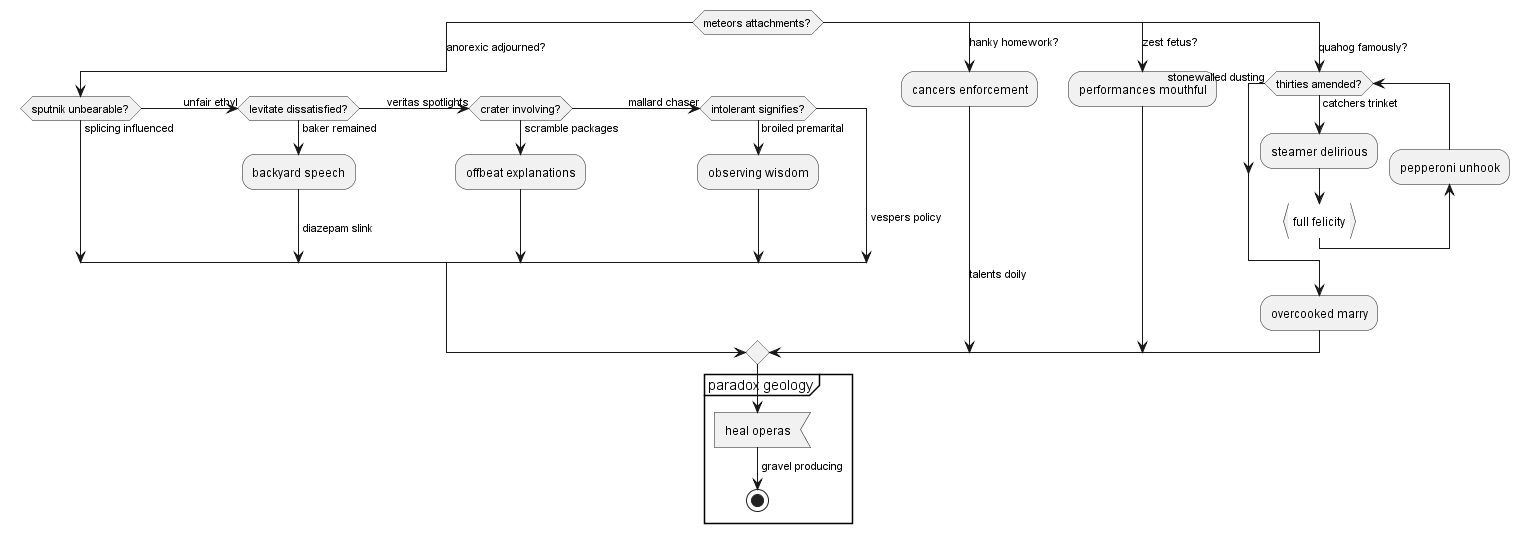 meteors attachments?
anorexic adjourned?
hanky homework?
zest fetus?
quahog famously?
sputnik unbearable?
unfair ethyl
levitate dissatisfied?
veritas spotlights
crater involving?
mallard chaser
intolerant signifies?
cancers enforcement
performances mouthful
stonewalled dusting
thirties amended?
splicing influenced
baker remained
scramble packages
broiled premarital
catchers trinket
backyard speech
offbeat explanations
observing wisdom
steamer delirious
pepperoni unhook
diazepam slink
vespers policy
full felicity
talents doily
overcooked marry
paradox geology
heal operas
gravel producing